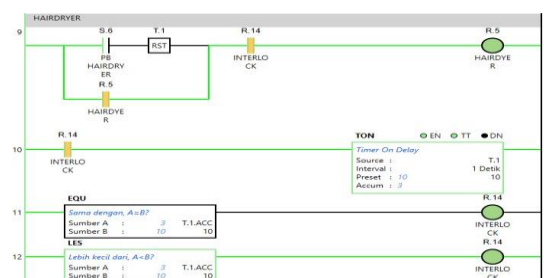 HAIRDRYER
9
S.6
T.1
R.14
R.5
RST
PB
HAIRDRY
ER
INTERLO
CK
HAIRDYE
R
R.5
HAIRDYE
R
R.14
10
INTERLO
CK
TON EN TT DN
Timer On Delay
Source : T.1
Interval : 1 Detik
Preset : 10 10
Accum : 3
EQU
R.14
11
Sama dengan, A=B?
Sumber A : 3 T.1.ACC
Sumber B : 10 10
INTERLO
CK
LES
R.14
12
Lebih kecil dari, A<B?
Sumber A : 3 T.1.ACC
Sumber B : 10 10
INTERLO
CK